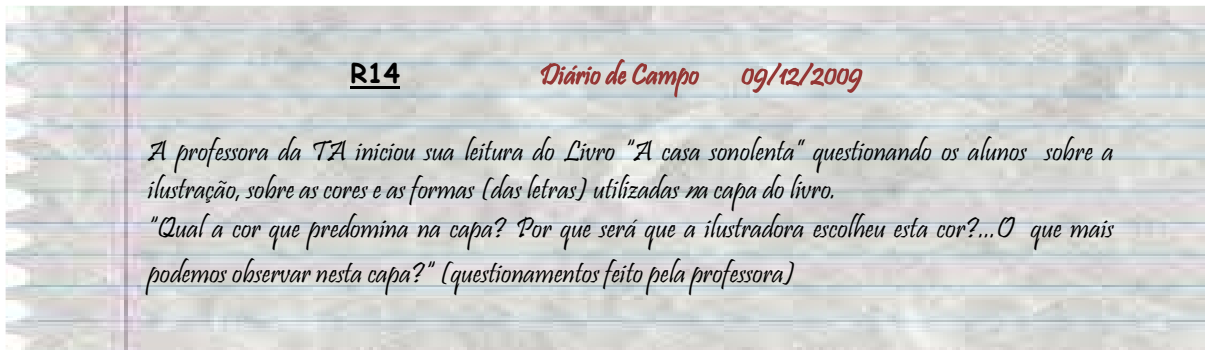 R14 Diário de Campo 09/12/2009
A professora da TA iniciou sua leitura do Livro "A casa sonolenta" questionando os alunos sobre a
ilustração, sobre as cores e as formas (das letras) utilizadas na capa do livro.
"Qual a cor que predomina na capa? Por que será que a ilustradora escolheu esta cor?...O que mais
podemos observar nesta capa?" (questionamentos feito pela professora)